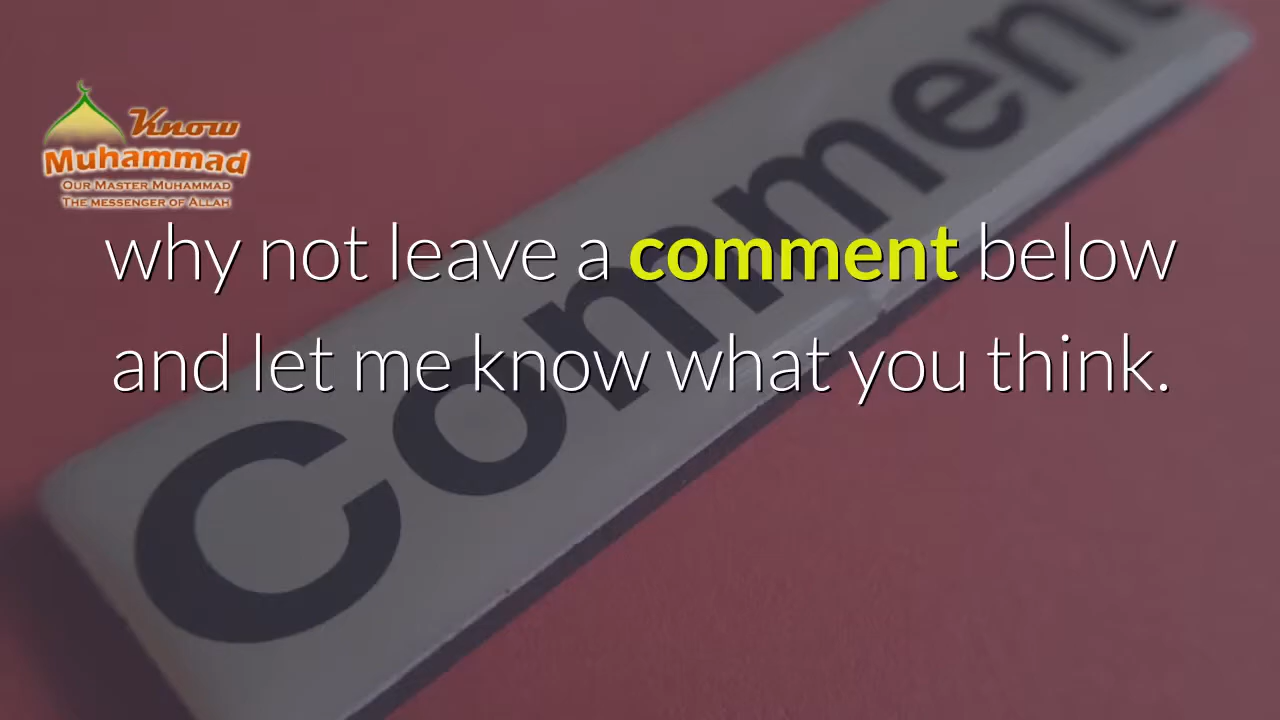 Know
Muhammad
Our Master Muhammad
The messenger of Allah
Comment
why not leave a comment below
and let me know what you think.